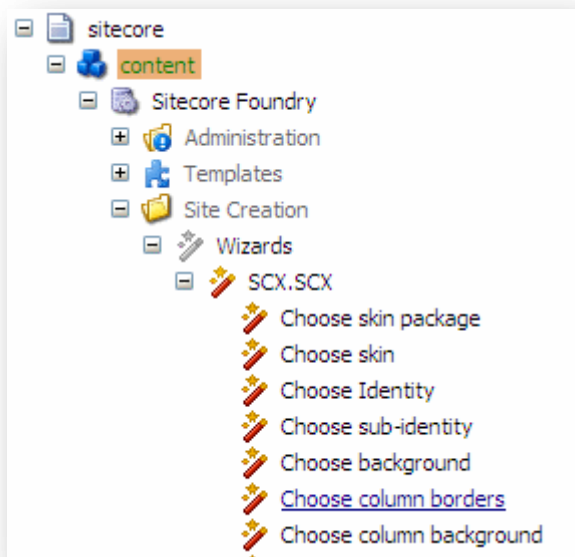 sitecore
content
Sitecore Foundry
Administration
Templates
Site Creation
Wizards
SCX.SCX
Choose skin package
Choose skin
Choose Identity
Choose sub-identity
Choose background
Choose column borders
Choose column background